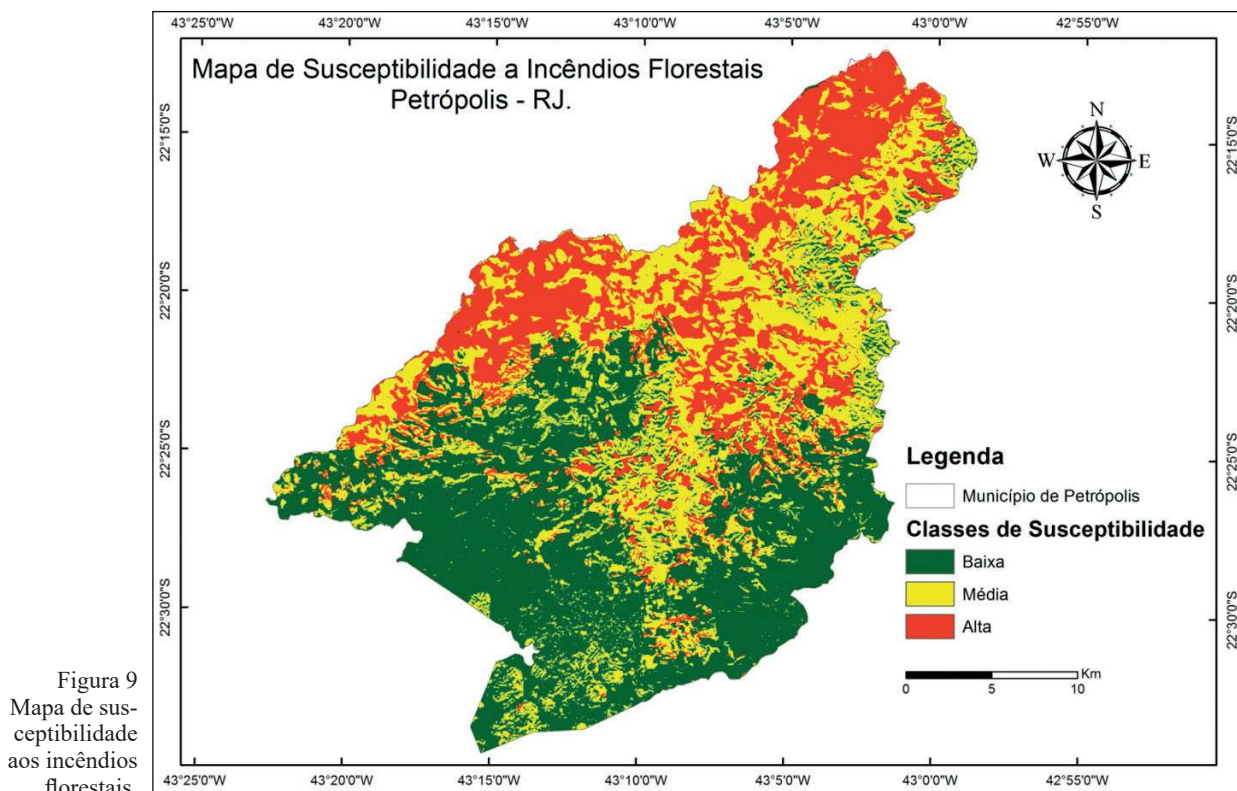 43°25'0"W 43°20'0"W 43°15'0"W 43°10'0"W 43°5'0"W 43°0'0"W 42°55'0"W
Mapa de Susceptibilidade a Incêndios Florestais
Petrópolis - RJ.
N
W E
S
22°15'0"S 22°15'0"S
22°20'0"S 22°20'0"S
22°25'0"S 22°25'0"S
22°30'0"S 22°30'0"S
Legenda
Município de Petrópolis
Classes de Susceptibilidade
Baixa
Média
Alta
Km
0 5 10
43°25'0"W 43°20'0"W 43°15'0"W 43°10'0"W 43°5'0"W 43°0'0"W 42°55'0"W
Figura 9
Mapa de sus-
ceptibilidade
aos incêndios
florestais.